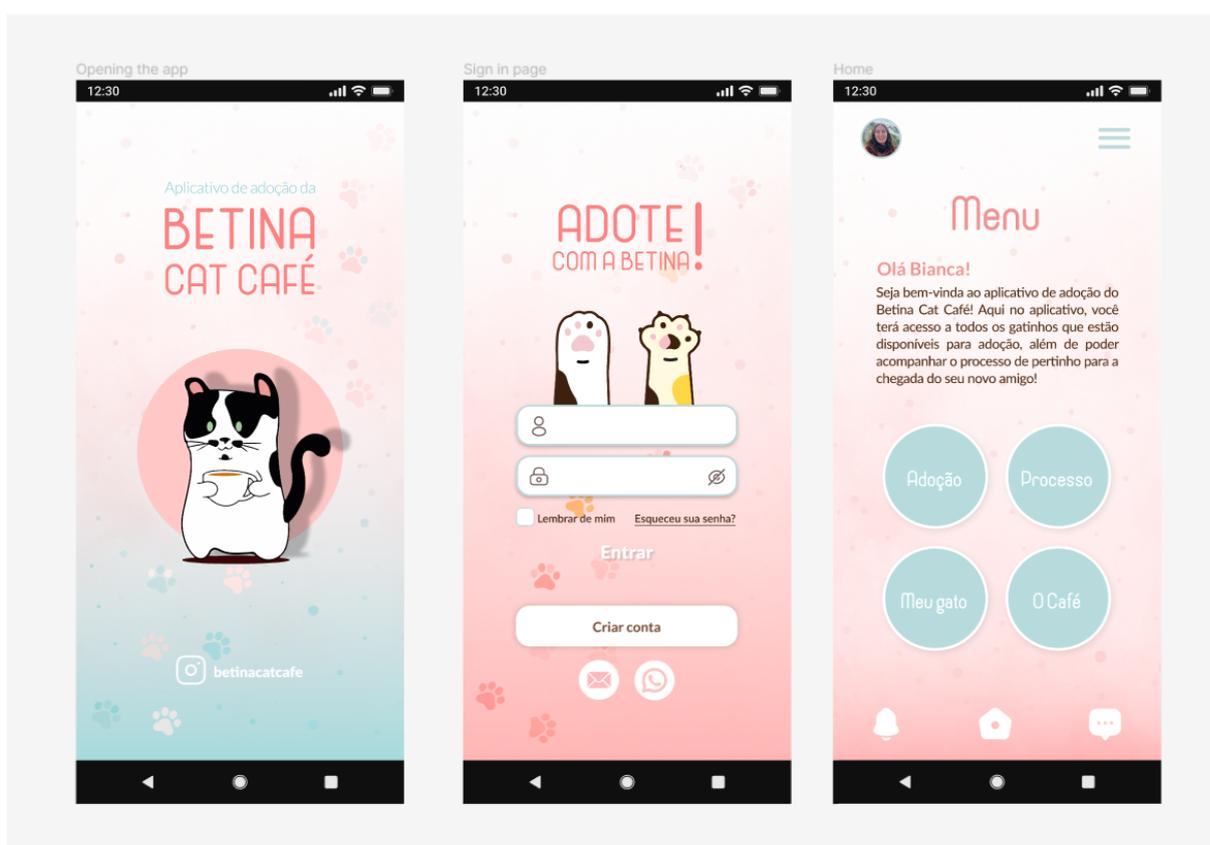 Opening the app
12:30
Aplicativo de adoção da
BETINA
CAT CAFÉ
betinacatcafe
Sign in page
12:30
ADOTE!
COM A BETINA
Lembrar de mim
Esqueceu sua senha?
Entrar
Criar conta
Home
12:30
Menu
Olá Bianca!
Seja bem-vinda ao aplicativo de adoção do
Betina Cat Café! Aqui no aplicativo, você
terá acesso a todos os gatinhos que estão
disponíveis para adoção, além de poder
acompanhar o processo de pertinho para a
chegada do seu novo amigo!
Adoção
Processo
Meu gato
O Café